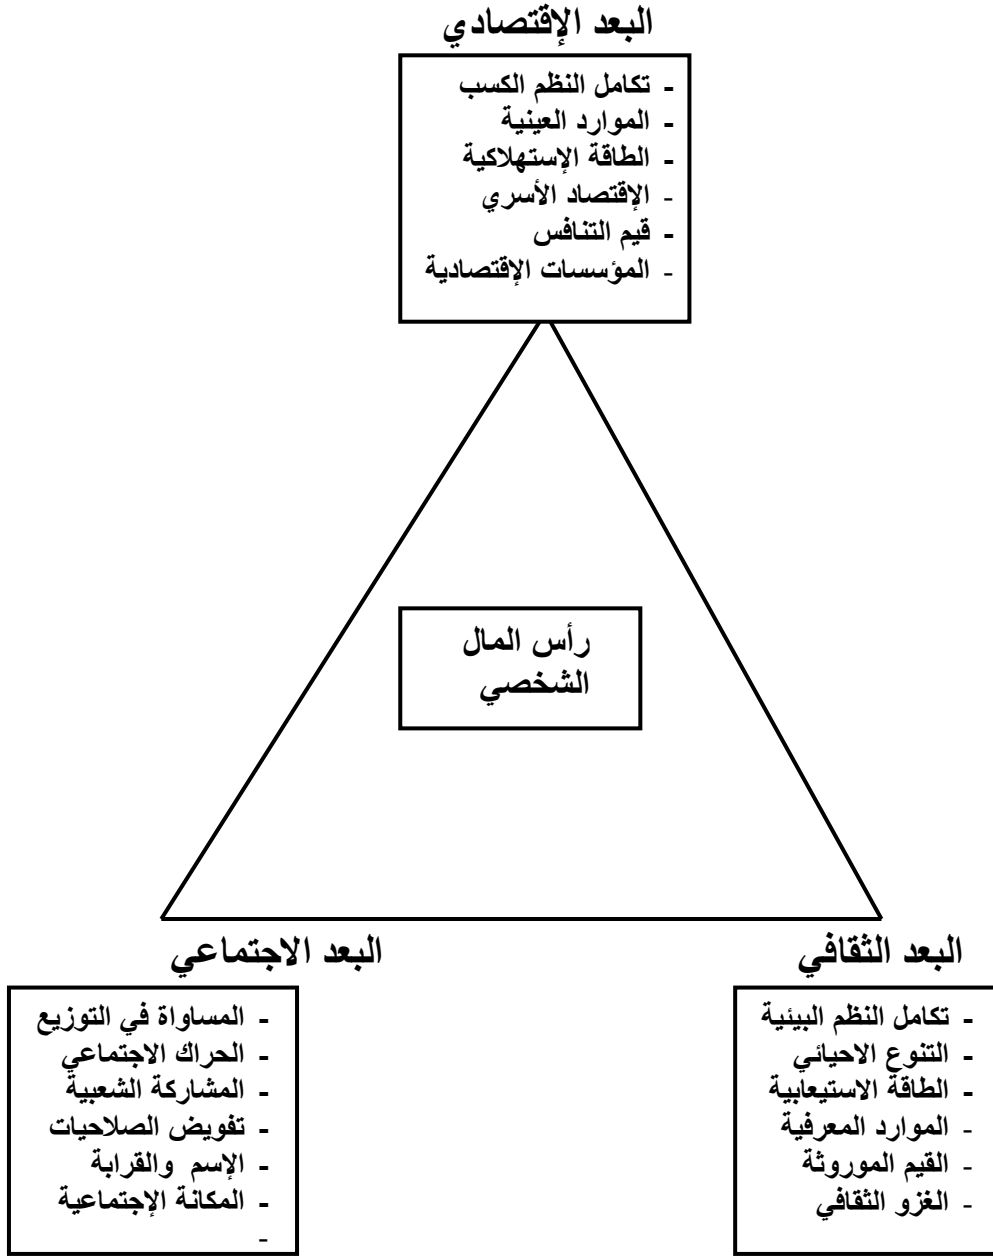 البعد الإقتصادي
- تكامل النظم الكسب
- الموارد العينية
- الطاقة الإستهلاكية
- الإقتصاد الأسري
- قيم التنافس
- المؤسسات الإقتصادية
رأس المال
الشخصي
البعد الثقافي
- تكامل النظم البيئية
- التنوع الاحيائي
- الطاقة الاستيعابية
- الموارد المعرفية
- القيم الموروثة
- الغزو الثقافي
البعد الاجتماعي
- المساواة في التوزيع
- الحراك الاجتماعي
- المشاركة الشعبية
- تفويض الصلاحيات
- الإسم والقرابة
- المكانة الإجتماعية
-